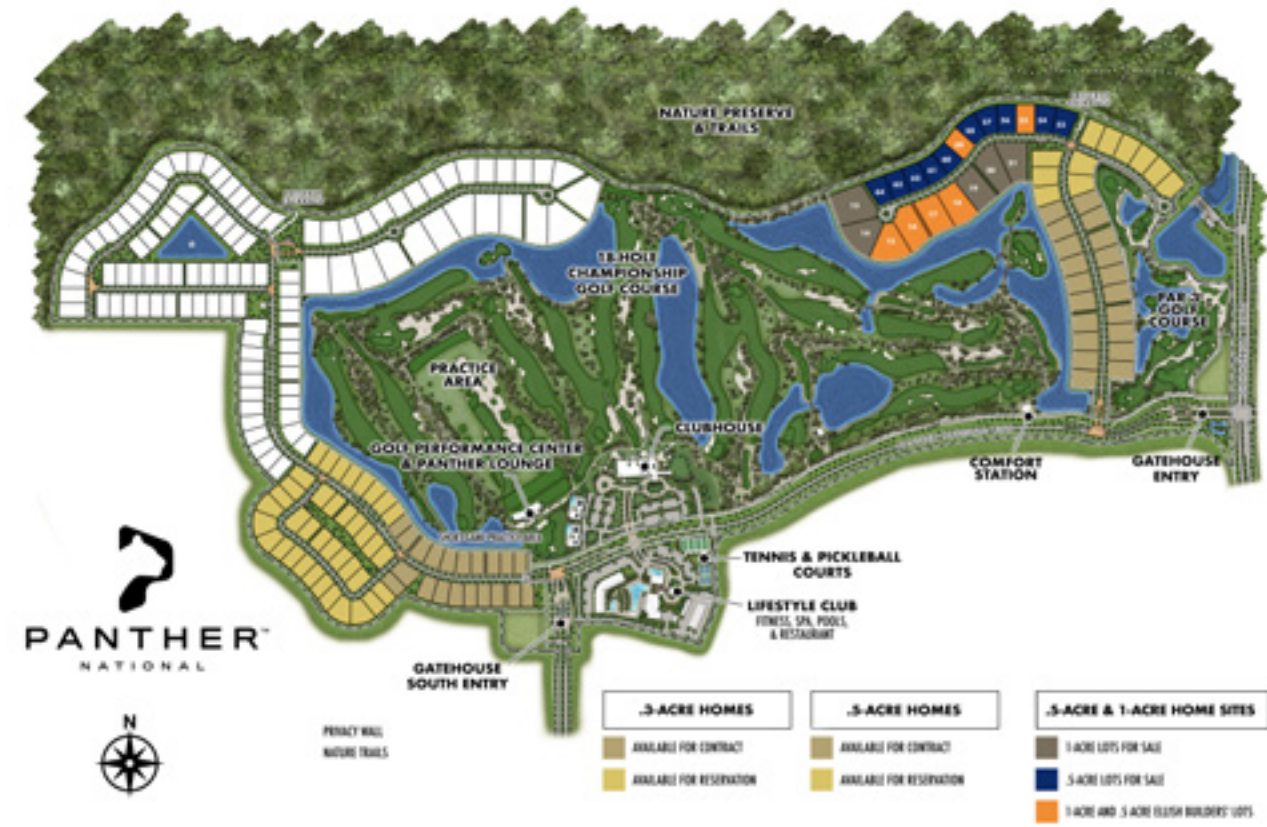 NATURE PRESERVE
& TRAILS
18-HOLE
CHAMPIONSHIP
GOLF COURSE
PAR-3
GOLF
COURSE
PRACTICE
AREA
CLUBHOUSE
GOLF PERFORMANCE CENTER
& PANTHER LOUNGE
COMFORT
STATION
GATEHOUSE
ENTRY
TENNIS & PICKLEBALL
COURTS
LIFESTYLE CLUB
FITNESS, SPA, POOLS,
& RESTAURANT
GATEHOUSE
SOUTH ENTRY
PANTHER™
NATIONAL
N
PRIVACY WALL
NATURE TRAILS
.3-ACRE HOMES
AVAILABLE FOR CONTRACT
AVAILABLE FOR RESERVATION
.5-ACRE HOMES
AVAILABLE FOR CONTRACT
AVAILABLE FOR RESERVATION
.5-ACRE & 1-ACRE HOME SITES
1-ACRE LOTS FOR SALE
.5-ACRE LOTS FOR SALE
1-ACRE AND .5 ACRE ELLISH BUILDERS' LOTS